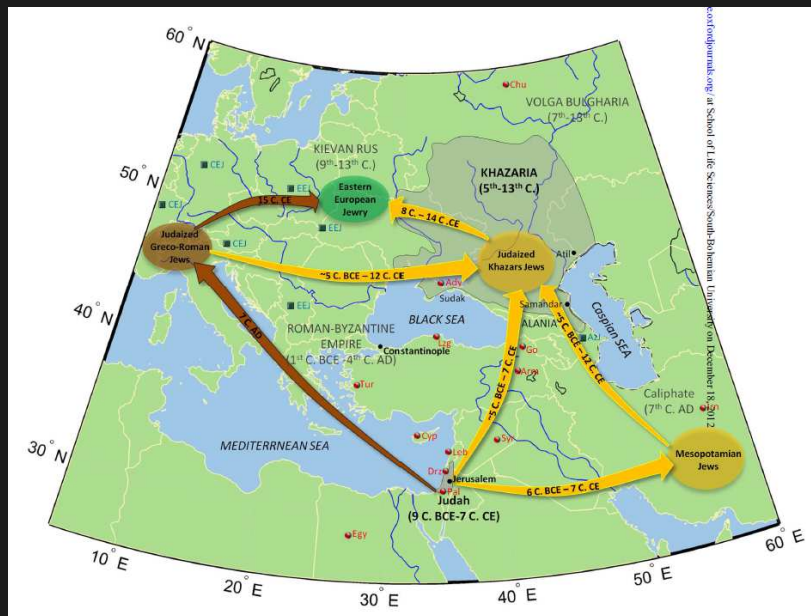 60° N
50° N
40° N
30° N
10° E
20° E
30° E
40° E
50° E
60° E
e.oxfordjournals.org/ at School of Life Sciences/South-Bohemian University on December 18, 2012
Chu
VOLGA BULGHARIA
(7th-13th C.)
KIEVAN RUS
(9th-13th C.)
KHAZARIA
(5th-13th C.)
CEJ
EEJ
CEJ
EEJ
CEJ
EEJ
Eastern
European
Jewry
15 C. CE
8 C. – 14 C .CE
Judaized
Greco-Roman
Jews
Judaized
Khazars Jews
Atil
~5 C. BCE – 12 C. CE
Ady
Sudak
Samandar
Caspian SEA
BLACK SEA
ALANIA
Azj
ROMAN-BYZANTINE
EMPIRE
(1st C. BCE -4th C. AD)
Constantinople
Go
Arm
Tur
7 C. AD
~5 C. BCE – 7 C. CE
~5 C. BCE – 12 C. CE
Caliphate
(7th C. AD
MEDITERRNEAN SEA
Cyp
Leb
Syr
Drz
Jerusalem
Pal
Judah
(9 C. BCE-7 C. CE)
6 C. BCE – 7 C. CE
Mesopotamian
Jews
Egy